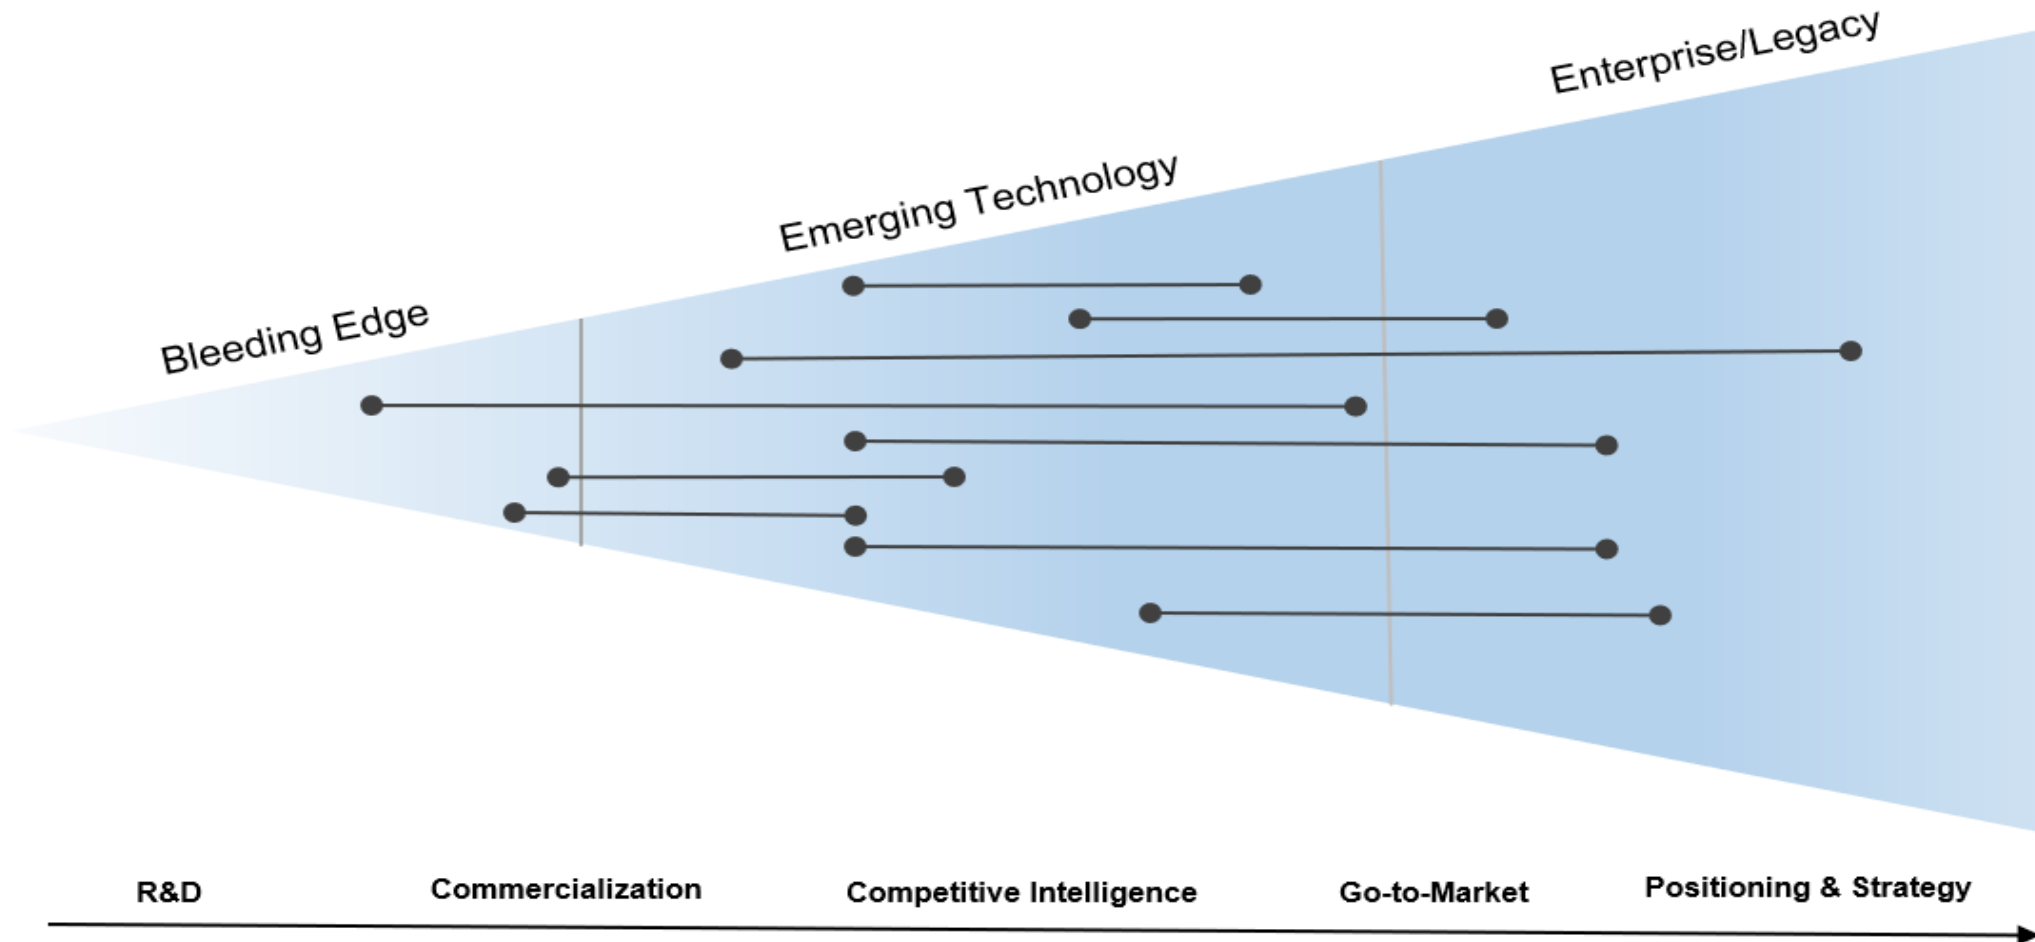 Enterprise/Legacy
Emerging Technology
Bleeding Edge
R&D
Commercialization
Competitive Intelligence
Go-to-Market
Positioning & Strategy